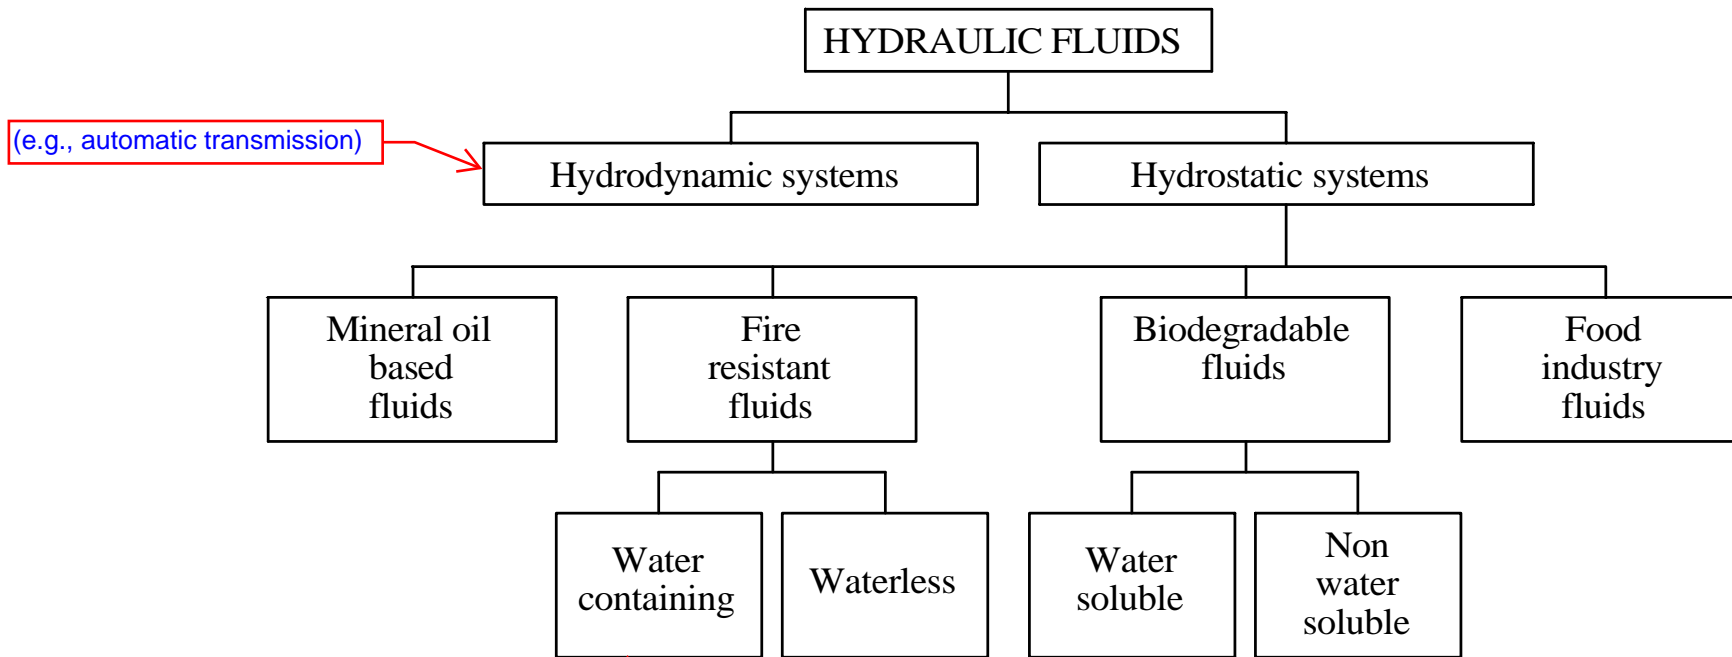 HYDRAULIC FLUIDS
(e.g., automatic transmission)
Hydrodynamic systems
Hydrostatic systems
Mineral oil
based
fluids
Fire
resistant
fluids
Biodegradable
fluids
Food
industry
fluids
Water
containing
Waterless
Water
soluble
Non
water
soluble